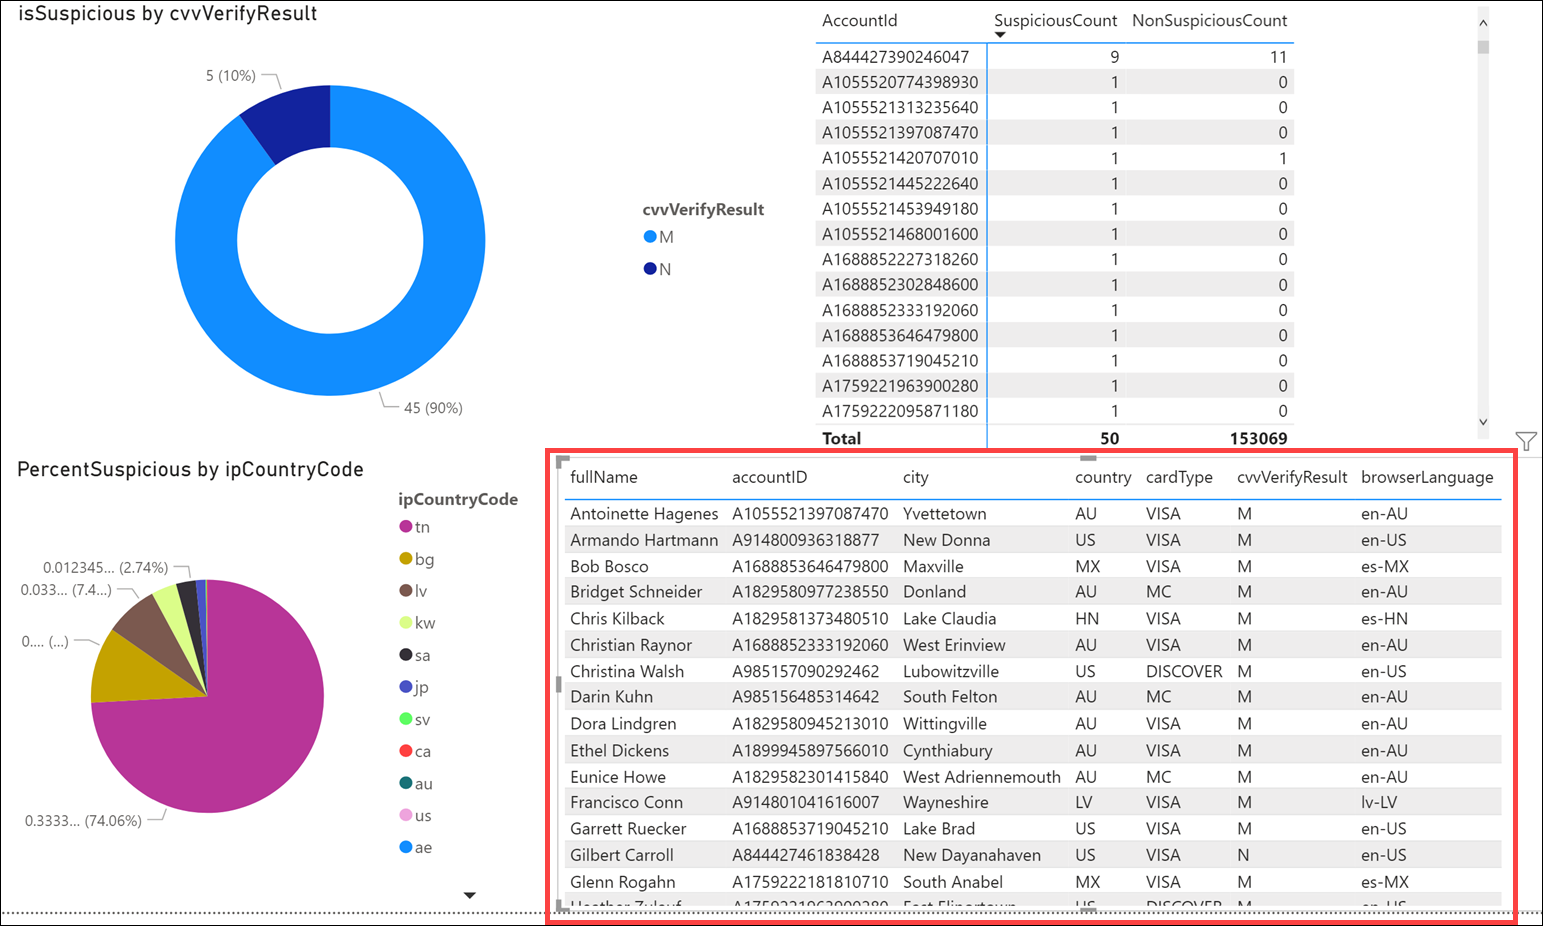 isSuspicious by cvvVerifyResult
5 (10%)
45 (90%)
cvvVerifyResult
M
N
AccountId SuspiciousCount NonSuspiciousCount
A844427390246047 9 11
A1055520774398930 1 0
A1055521313235640 1 0
A1055521397087470 1 0
A1055521420707010 1 1
A1055521445222640 1 0
A1055521453949180 1 0
A1055521468001600 1 0
A1688852227318260 1 0
A1688852302848600 1 0
A1688852333192060 1 0
A1688853646479800 1 0
A1688853719045210 1 0
A1759221963900280 1 0
A1759222095871180 1 0
Total 50 153069
PercentSuspicious by ipCountryCode
0.012345... (2.74%)
0.033... (7.4...)
0.... (...)
0.3333... (74.06%)
ipCountryCode
tn
bg
lv
kw
sa
jp
sv
ca
au
us
ae
fullName accountID city country cardType cvvVerifyResult browserLanguage
Antoinette Hagenes A1055521397087470 Yvettetown AU VISA M en-AU
Armando Hartmann A914800936318877 New Donna US VISA M en-US
Bob Bosco A1688853646479800 Maxville MX VISA M es-MX
Bridget Schneider A1829580977238550 Donland AU MC M en-AU
Chris Kilback A1829581373480510 Lake Claudia HN VISA M es-HN
Christian Raynor A1688852333192060 West Erinview AU VISA M en-AU
Christina Walsh A985157090292462 Lubowitzville US DISCOVER M en-US
Darin Kuhn A985156485314642 South Felton AU MC M en-AU
Dora Lindgren A1829580945213010 Wittingville AU VISA M en-AU
Ethel Dickens A1899945897566010 Cynthiabury AU VISA M en-AU
Eunice Howe A1829582301415840 West Adriennemouth AU MC M en-AU
Francisco Conn A914801041616007 Wayneshire LV VISA M lv-LV
Garrett Ruecker A1688853719045210 Lake Brad US VISA M en-US
Gilbert Carroll A844427461838428 New Dayanahaven US VISA N en-US
Glenn Rogahn A1759222181810710 South Anabel MX VISA M es-MX